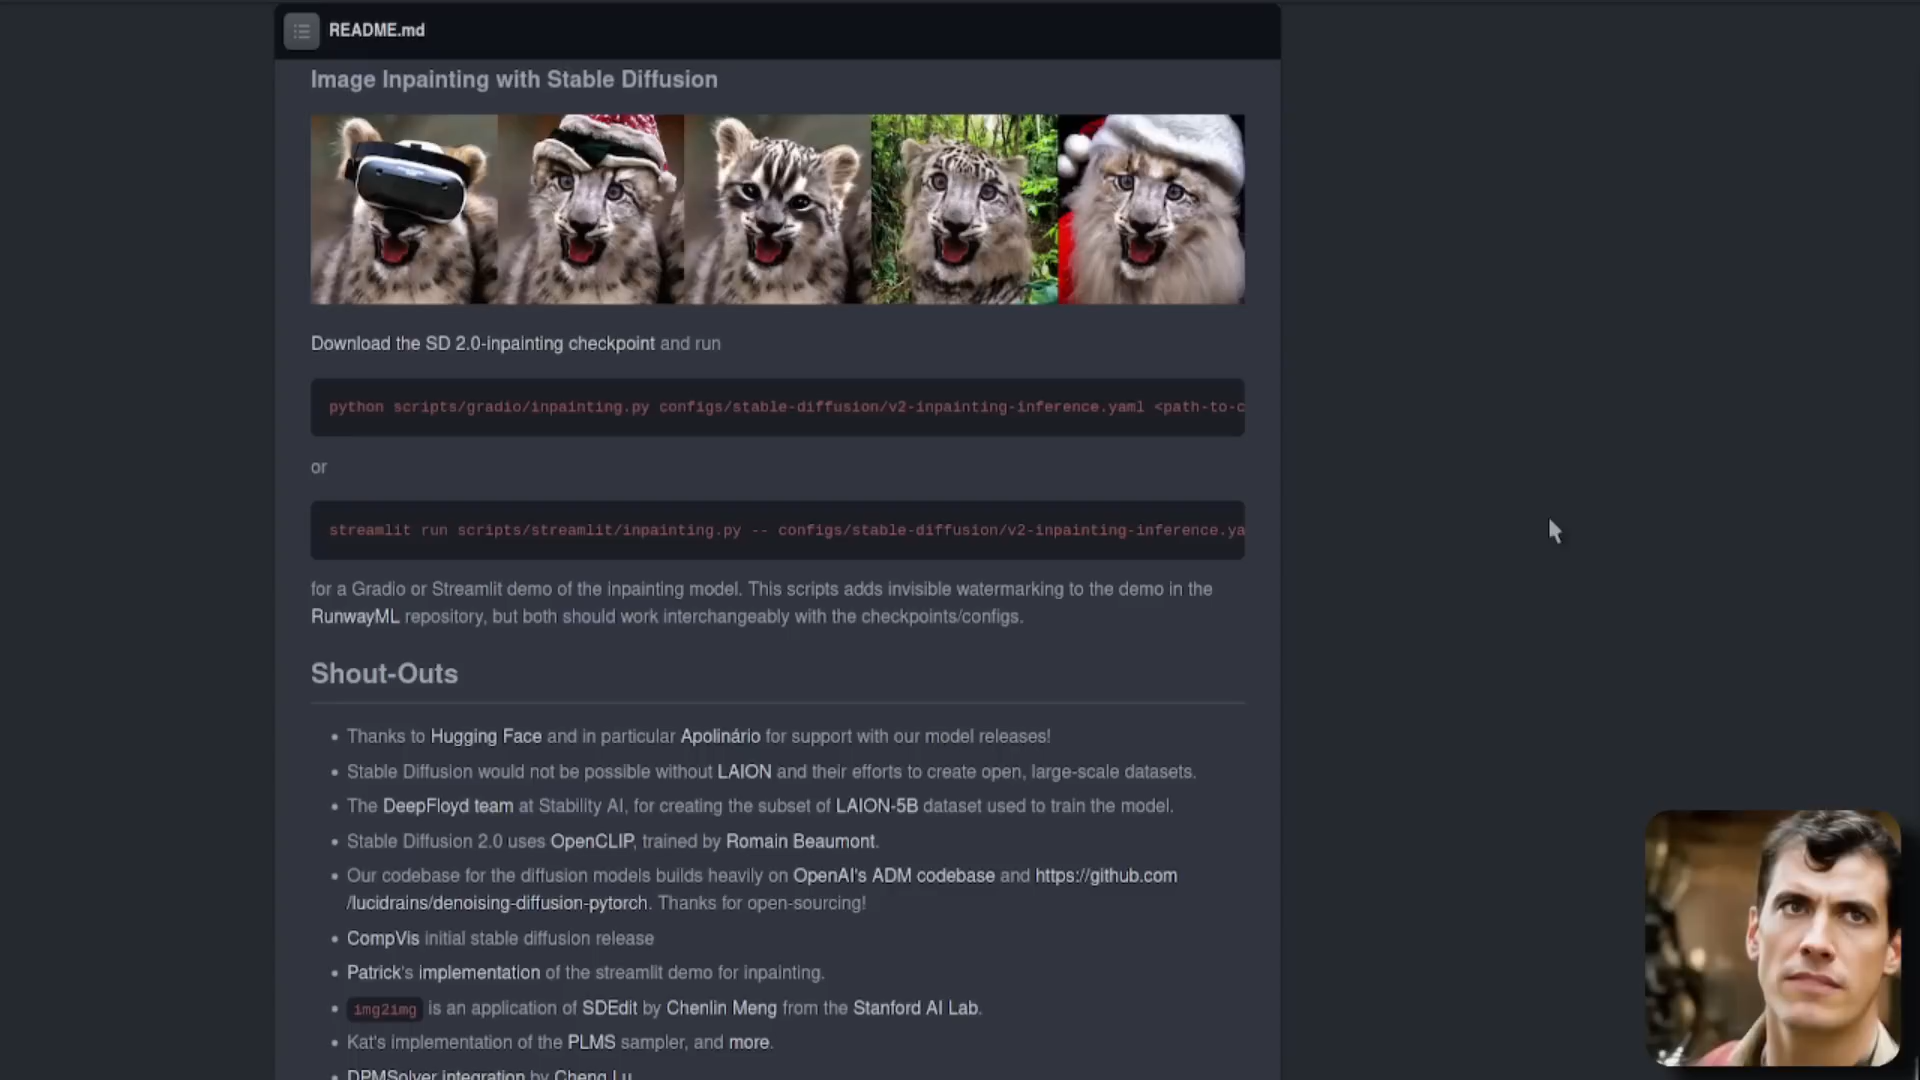 README.md
Image Inpainting with Stable Diffusion
Download the SD 2.0-inpainting checkpoint and run
python scripts/gradio/inpainting.py configs/stable-diffusion/v2-inpainting-inference.yaml <path-to-c
or
streamlit run scripts/streamlit/inpainting.py -- configs/stable-diffusion/v2-inpainting-inference.ya
for a Gradio or Streamlit demo of the inpainting model. This scripts adds invisible watermarking to the demo in the
RunwayML repository, but both should work interchangeably with the checkpoints/configs.
Shout-Outs
• Thanks to Hugging Face and in particular Apolinário for support with our model releases!
• Stable Diffusion would not be possible without LAION and their efforts to create open, large-scale datasets.
• The DeepFloyd team at Stability AI, for creating the subset of LAION-5B dataset used to train the model.
• Stable Diffusion 2.0 uses OpenCLIP, trained by Romain Beaumont.
• Our codebase for the diffusion models builds heavily on OpenAI's ADM codebase and https://github.com
/lucidrains/denoising-diffusion-pytorch. Thanks for open-sourcing!
• CompVis initial stable diffusion release
• Patrick's implementation of the streamlit demo for inpainting.
• img2img is an application of SDEdit by Chenlin Meng from the Stanford AI Lab.
• Kat's implementation of the PLMS sampler, and more.
• DPMSolver integration by Cheng Lu